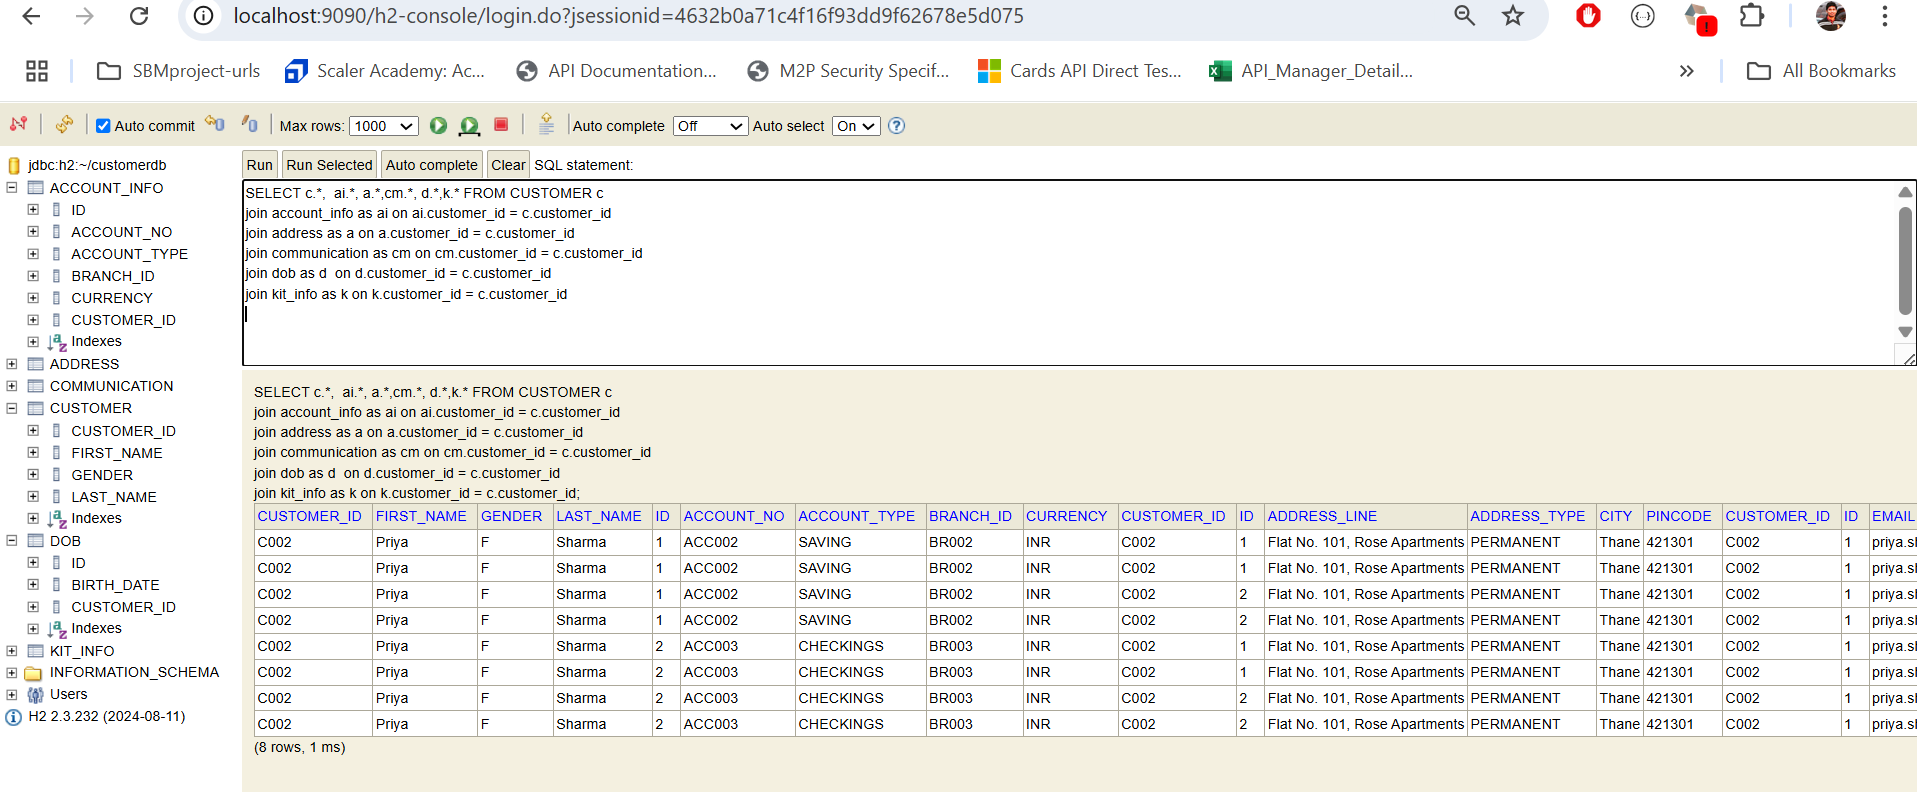 localhost:9090/h2-console/login.do?jsessionid=4632b0a71c4f16f93dd9f62678e5d075
SBMproject-urls Scaler Academy: Ac... API Documentation... M2P Security Specif... Cards API Direct Tes... API_Manager_Detail... » All Bookmarks
Auto commit Max rows: 1000 Auto complete Off Auto select On
jdbc:h2:~/customerdb
ACCOUNT_INFO
ID
ACCOUNT_NO
ACCOUNT_TYPE
BRANCH_ID
CURRENCY
CUSTOMER_ID
Indexes
ADDRESS
COMMUNICATION
CUSTOMER
CUSTOMER_ID
FIRST_NAME
GENDER
LAST_NAME
Indexes
DOB
ID
BIRTH_DATE
CUSTOMER_ID
Indexes
KIT_INFO
INFORMATION_SCHEMA
Users
H2 2.3.232 (2024-08-11)
Run Run Selected Auto complete Clear SQL statement:
SELECT c.*,  ai.*, a.*,cm.*, d.*,k.* FROM CUSTOMER c
join account_info as ai on ai.customer_id = c.customer_id
join address as a on a.customer_id = c.customer_id
join communication as cm on cm.customer_id = c.customer_id
join dob as d  on d.customer_id = c.customer_id
join kit_info as k on k.customer_id = c.customer_id
SELECT c.*,  ai.*, a.*,cm.*, d.*,k.* FROM CUSTOMER c
join account_info as ai on ai.customer_id = c.customer_id
join address as a on a.customer_id = c.customer_id
join communication as cm on cm.customer_id = c.customer_id
join dob as d  on d.customer_id = c.customer_id
join kit_info as k on k.customer_id = c.customer_id;
CUSTOMER_ID FIRST_NAME GENDER LAST_NAME ID ACCOUNT_NO ACCOUNT_TYPE BRANCH_ID CURRENCY CUSTOMER_ID ID ADDRESS_LINE ADDRESS_TYPE CITY PINCODE CUSTOMER_ID ID EMAIL
C002 Priya F Sharma 1 ACC002 SAVING BR002 INR C002 1 Flat No. 101, Rose Apartments PERMANENT Thane 421301 C002 1 priya.s
C002 Priya F Sharma 1 ACC002 SAVING BR002 INR C002 1 Flat No. 101, Rose Apartments PERMANENT Thane 421301 C002 1 priya.s
C002 Priya F Sharma 1 ACC002 SAVING BR002 INR C002 2 Flat No. 101, Rose Apartments PERMANENT Thane 421301 C002 1 priya.s
C002 Priya F Sharma 1 ACC002 SAVING BR002 INR C002 2 Flat No. 101, Rose Apartments PERMANENT Thane 421301 C002 1 priya.s
C002 Priya F Sharma 2 ACC003 CHECKINGS BR003 INR C002 1 Flat No. 101, Rose Apartments PERMANENT Thane 421301 C002 1 priya.s
C002 Priya F Sharma 2 ACC003 CHECKINGS BR003 INR C002 1 Flat No. 101, Rose Apartments PERMANENT Thane 421301 C002 1 priya.s
C002 Priya F Sharma 2 ACC003 CHECKINGS BR003 INR C002 2 Flat No. 101, Rose Apartments PERMANENT Thane 421301 C002 1 priya.s
C002 Priya F Sharma 2 ACC003 CHECKINGS BR003 INR C002 2 Flat No. 101, Rose Apartments PERMANENT Thane 421301 C002 1 priya.s
(8 rows, 1 ms)